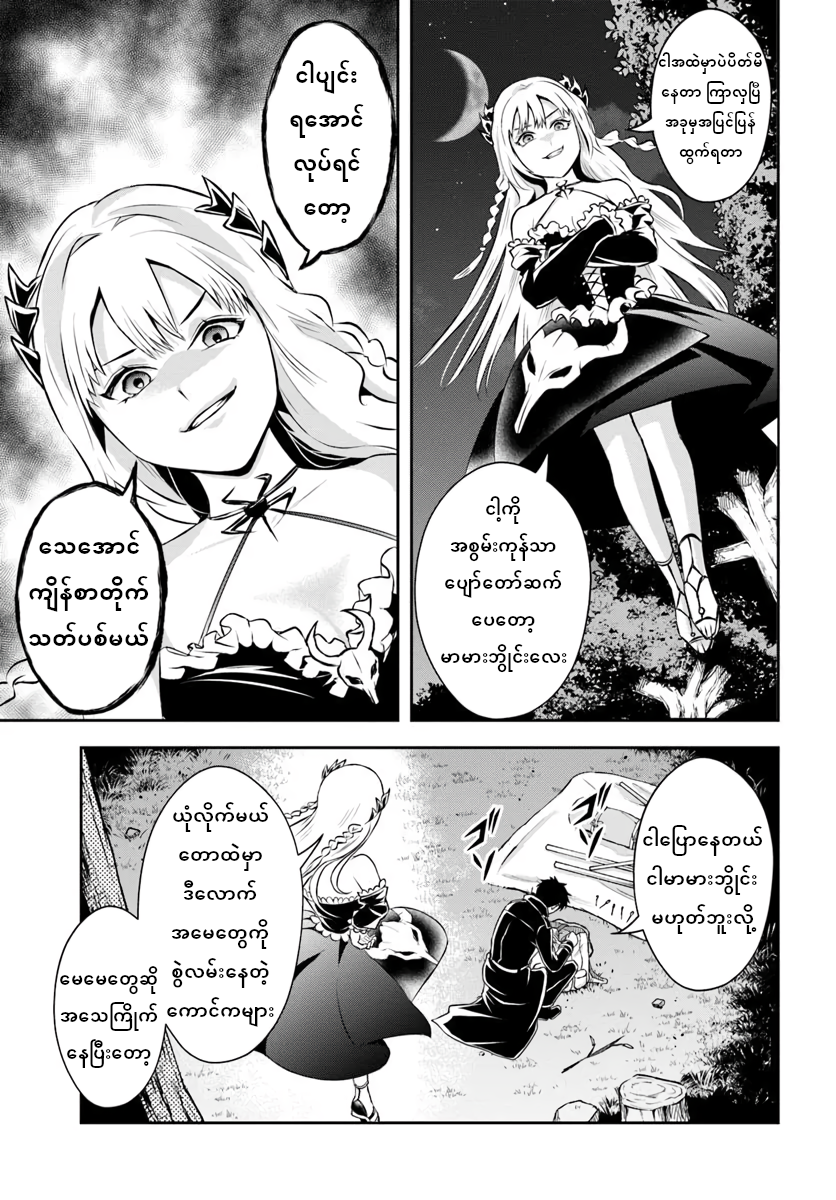 ငါအထဲမှာပဲပိတ်မိ
နေတာ ကြာလှပြီ
အခုမှအပြင်ပြန်
ထွက်ရတာ
ငါ့ကို
အစွမ်းကုန်သာ
ပျော်တော်ဆက်
ပေတော့
မာမားဘွိုင်းလေး
ငါပျင်း
ရအောင်
လုပ်ရင်
တော့
သေအောင်
ကျိန်စာတိုက်
သတ်ပစ်မယ်
ငါပြောနေတယ်
ငါမာမားဘွိုင်း
မဟုတ်ဘူးလို့
ယုံလိုက်မယ်
တောထဲမှာ
ဒီလောက်
အမေတွေကို
စွဲလမ်းနေတဲ့
ကောင်ကများ
မေမေတွေဆို
အသေကြိုက်
နေပြီးတော့